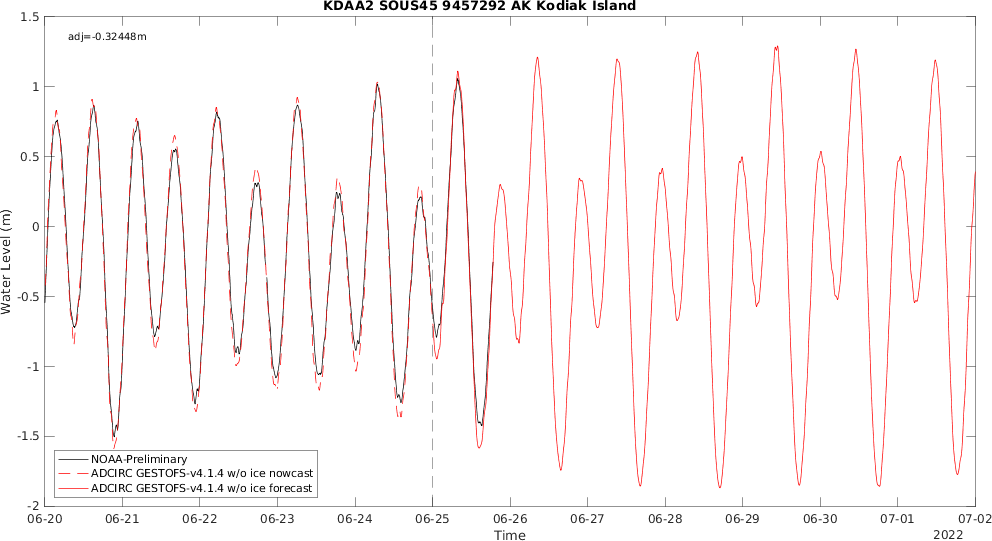 KDAA2 SOUS45 9457292 AK Kodiak Island
1.5
adj=-0.32448m
1
0.5
0
Water Level (m)
-0.5
-1
-1.5
NOAA-Preliminary
ADCIRC GESTOFS-v4.1.4 w/o ice nowcast
ADCIRC GESTOFS-v4.1.4 w/o ice forecast
-2
06-20 06-21 06-22 06-23 06-24 06-25 06-26 06-27 06-28 06-29 06-30 07-01 07-02
Time
2022